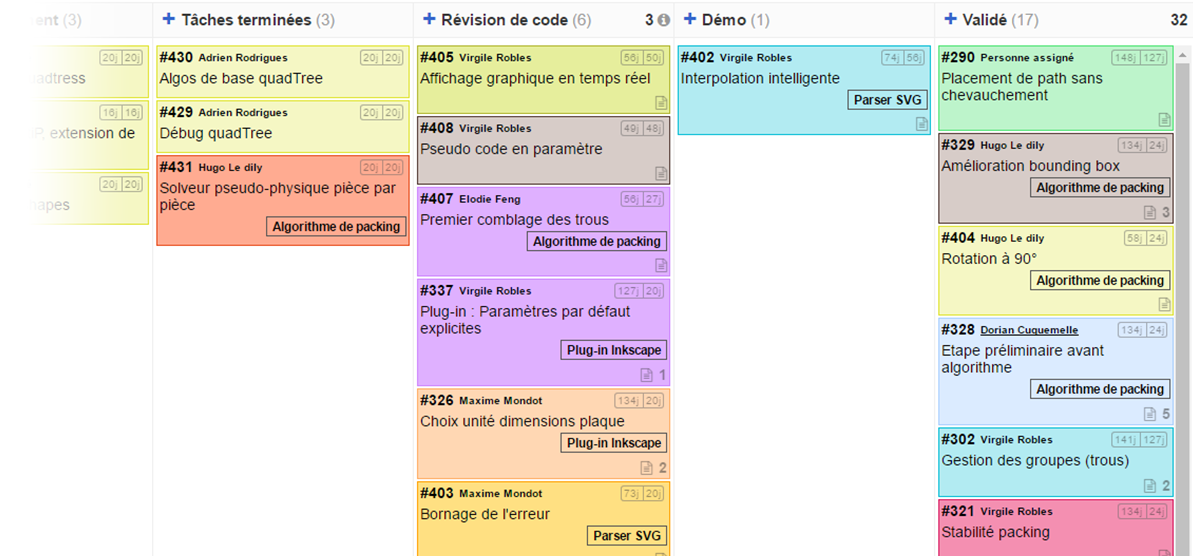 (3)
20j 20j
16j 16j
extension de
20j 20j
+ Tâches terminées (3)
#430 Adrien Rodrigues 20j 20j
Algos de base quadTree
#429 Adrien Rodrigues 20j 20j
Débug quadTree
#431 Hugo Le dily 20j 20j
Solveur pseudo-physique pièce par
pièce
Algorithme de packing
+ Révision de code (6) 3
#405 Virgile Robles 56j 50j
Affichage graphique en temps réel
#408 Virgile Robles 49j 48j
Pseudo code en paramètre
#407 Elodie Feng 56j 27j
Premier comblage des trous
Algorithme de packing
#337 Virgile Robles 127j 20j
Plug-in : Paramètres par défaut
explicites
Plug-in Inkscape
1
#326 Maxime Mondot 134j 20j
Choix unité dimensions plaque
Plug-in Inkscape
2
#403 Maxime Mondot 73j 20j
Bornage de l'erreur
Parser SVG
+ Démo (1)
#402 Virgile Robles 74j 56j
Interpolation intelligente
Parser SVG
+ Validé (17) 32
#290 Personne assigné 148j 127j
Placement de path sans
chevauchement
#329 Hugo Le dily 134j 24j
Amélioration bounding box
Algorithme de packing
3
#404 Hugo Le dily 58j 24j
Rotation à 90°
Algorithme de packing
#328 Dorian Cuquemelle 134j 24j
Etape préliminaire avant
algorithme
Algorithme de packing
5
#302 Virgile Robles 141j 127j
Gestion des groupes (trous)
2
#321 Virgile Robles 134j 24j
Stabilité packing